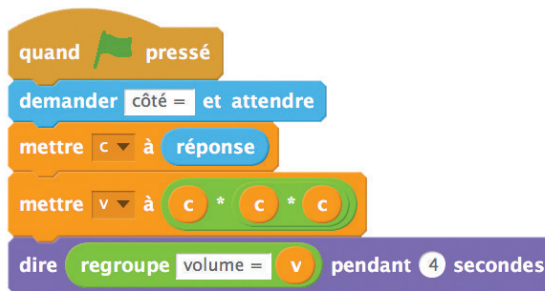 quand pressé
demander côté = et attendre
mettre c à réponse
mettre v à c * c * c
dire regroupe volume = v pendant 4 secondes